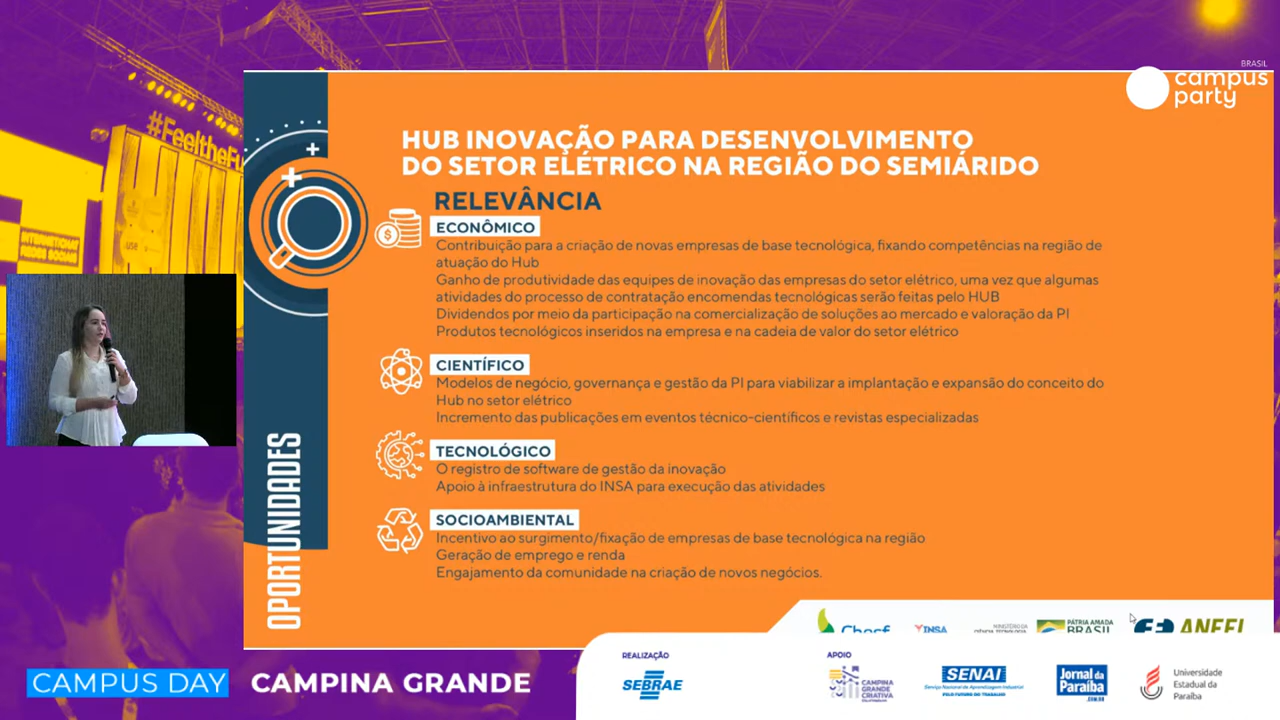 BRASIL
campus
party
#FeeltheFu
HUB INOVAÇÃO PARA DESENVOLVIMENTO
DO SETOR ELÉTRICO NA REGIÃO DO SEMIÁRIDO
RELEVÂNCIA
ECONÔMICO
Contribuição para a criação de novas empresas de base tecnológica, fixando competências na região de
atuação do Hub
Ganho de produtividade das equipes de inovação das empresas do setor elétrico, uma vez que algumas
atividades do processo de contratação encomendas tecnológicas serão feitas pelo HUB
Dividendos por meio da participação na comercialização de soluções ao mercado e valoração da PI
Produtos tecnológicos inseridos na empresa e na cadeia de valor do setor elétrico
CIENTÍFICO
Modelos de negócio, governança e gestão da PI para viabilizar a implantação e expansão do conceito do
Hub no setor elétrico
Incremento das publicações em eventos técnico-científicos e revistas especializadas
TECNOLÓGICO
O registro de software de gestão da inovação
Apoio à infraestrutura do INSA para execução das atividades
SOCIOAMBIENTAL
Incentivo ao surgimento/fixação de empresas de base tecnológica na região
Geração de emprego e renda
Engajamento da comunidade na criação de novos negócios.
OPORTUNIDADES
Chesf
INSA
PÁTRIA AMADA
BRASIL
ANEEL
CAMPUS DAY
CAMPINA GRANDE
REALIZAÇÃO
SEBRAE
APOIO
CAMPINA
GRANDE
CRIATIVA
SENAI
Serviço Nacional de Aprendizagem Industrial
PELO FUTURO DO TRABALHO
Jornal da
Paraíba
.COM.BR
Universidade
Estadual da
Paraíba